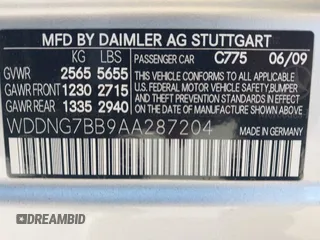 MFD BY DAIMLER AG STUTTGART
KG LBS PASSENGER CAR C775 06/09
GVWR 2565 5655 THIS VEHICLE CONFORMS TO ALL APPLICABLE
GAWR FRONT 1230 2715 U.S. FEDERAL MOTOR VEHICLE SAFETY, BUMPER,
GAWR REAR 1335 2940 AND THEFT PREVENTION STANDARDS IN EFFECT
ON THE DATE OF MANUFACTURE SHOWN ABOVE
WDDNG7BB9AA287204
MADE IN GERMANY
DREAMBID